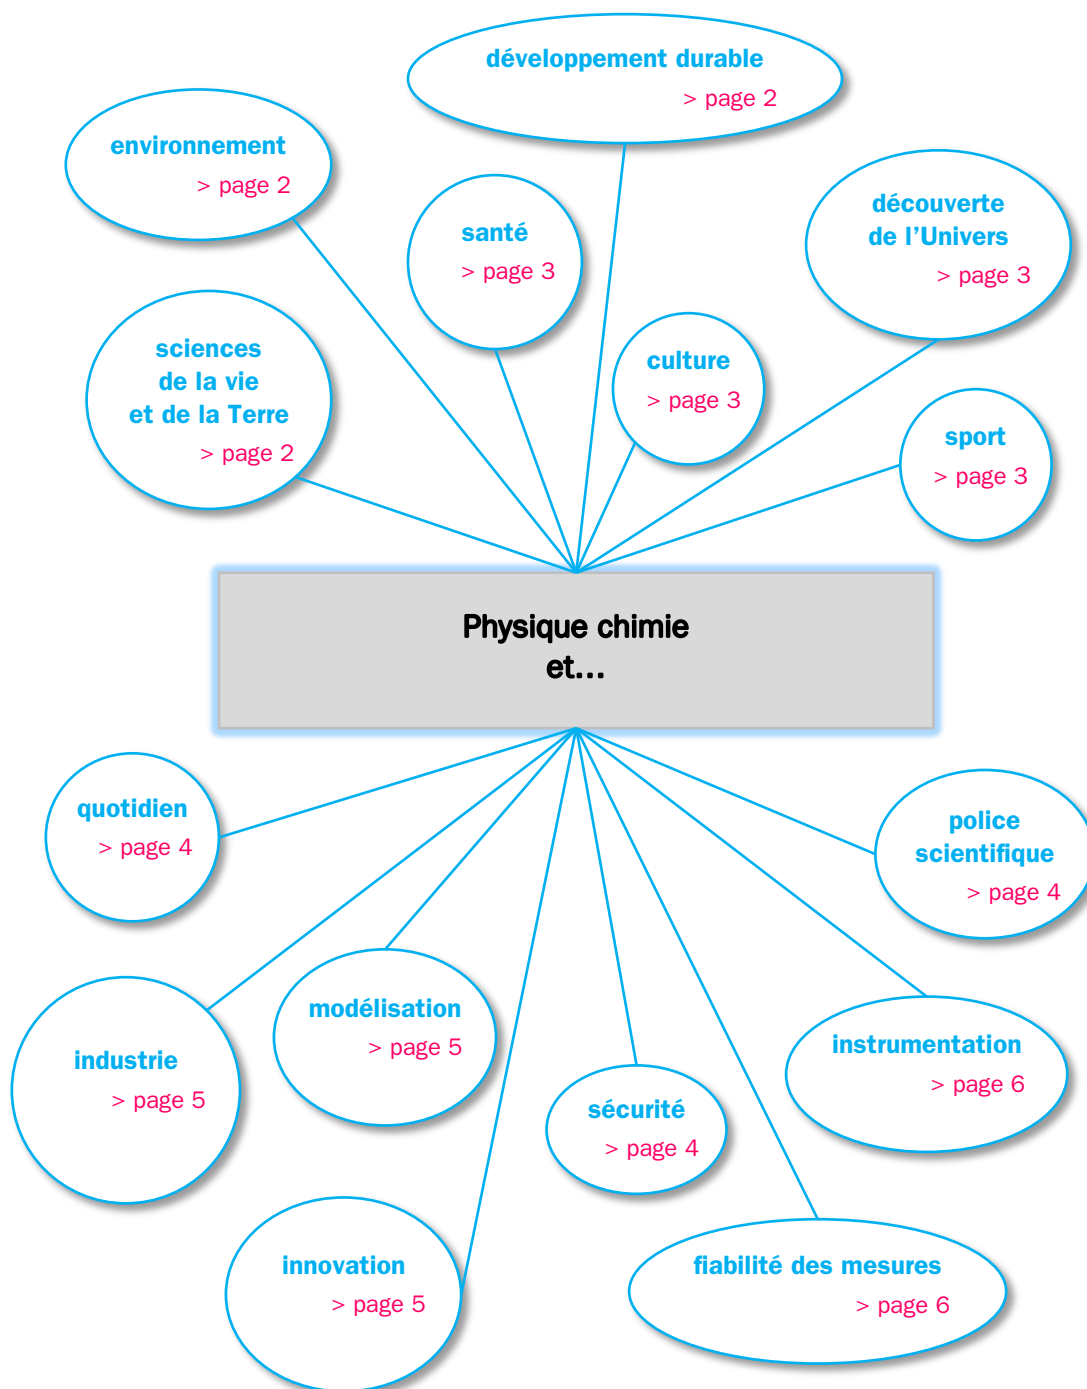 développement durable
> page 2
environnement
> page 2
santé
> page 3
découverte
de l'Univers
> page 3
sciences
de la vie
et de la Terre
> page 2
culture
> page 3
sport
> page 3
Physique chimie
et...
quotidien
> page 4
police
scientifique
> page 4
modélisation
> page 5
industrie
> page 5
instrumentation
> page 6
sécurité
> page 4
innovation
> page 5
fiabilité des mesures
> page 6